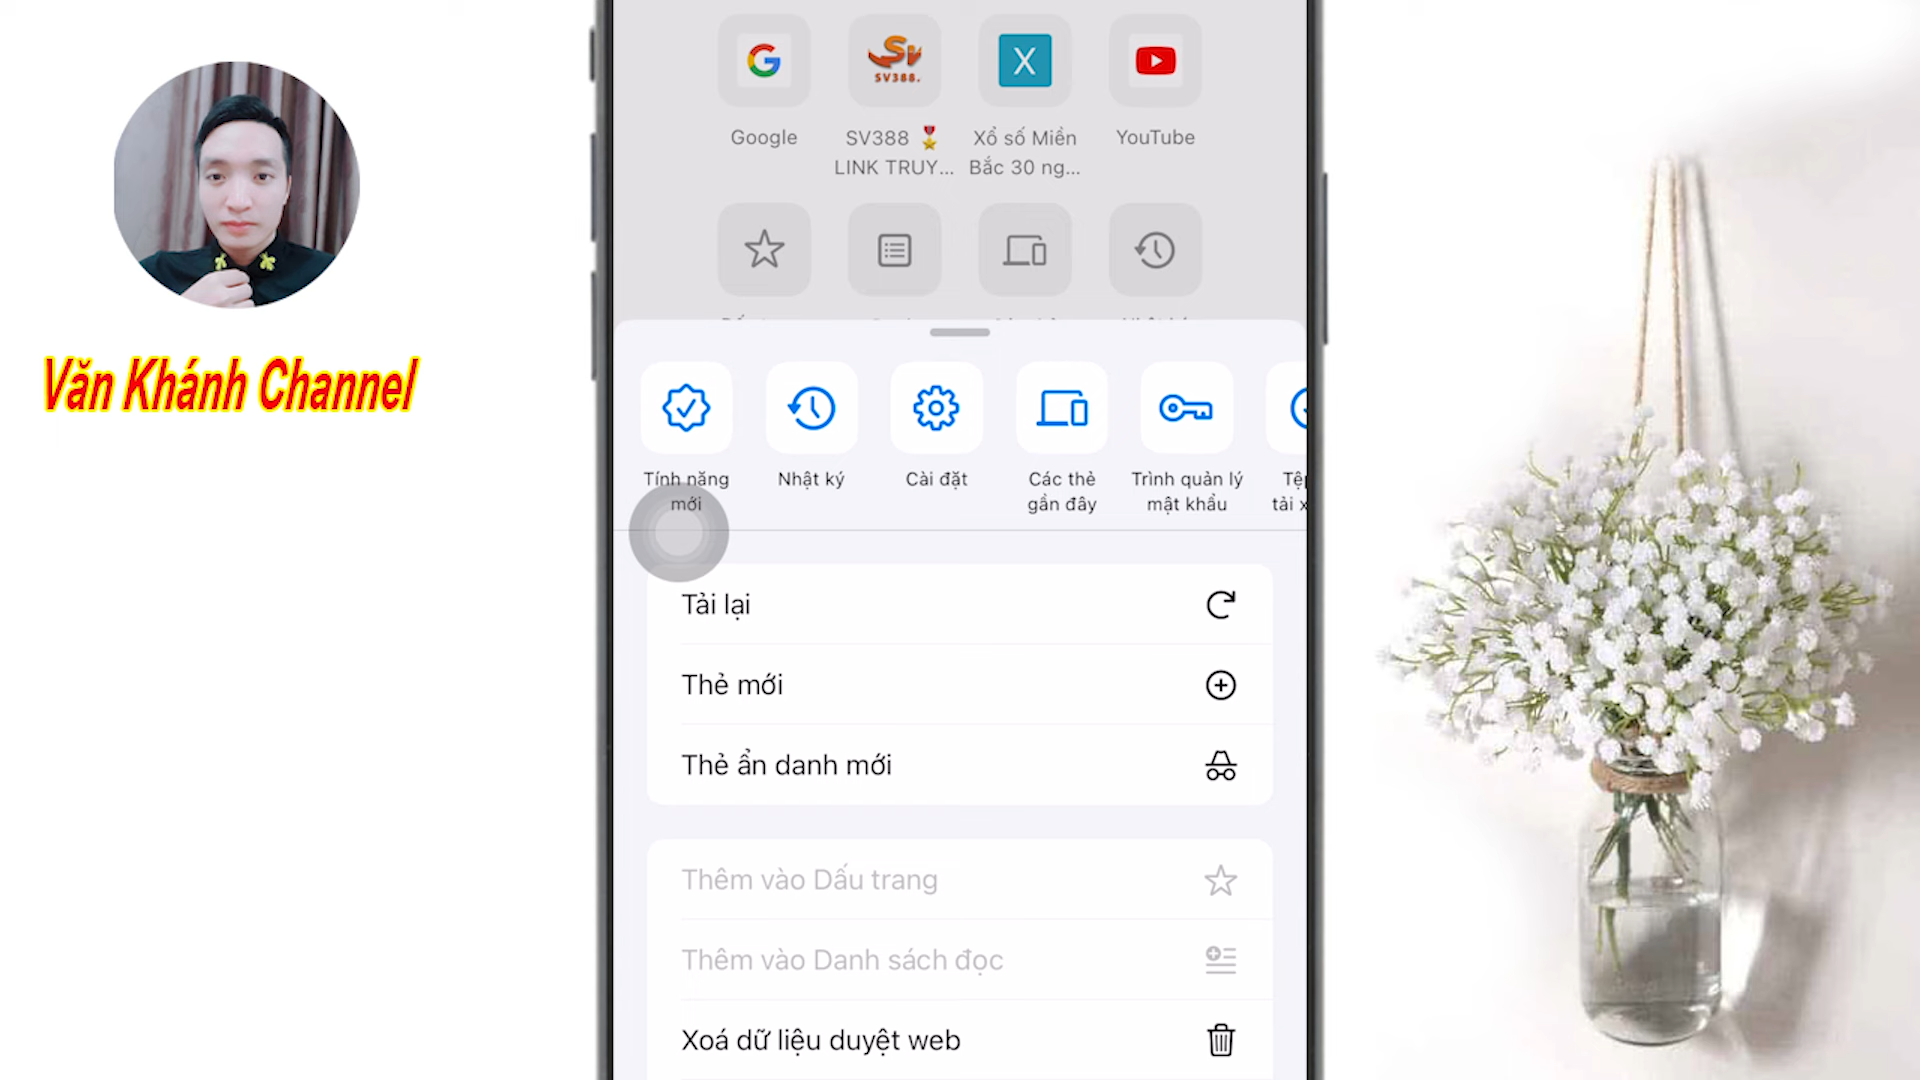 Văn Khánh Channel
SV388.
X
Google
SV388 🎖
LINK TRUY...
Xổ số Miền
Bắc 30 ng...
YouTube
Tính năng
mới
Nhật ký
Cài đặt
Các thẻ
gần đây
Trình quản lý
mật khẩu
tải x
Tải lại
Thẻ mới
Thẻ ẩn danh mới
Thêm vào Dấu trang
Thêm vào Danh sách đọc
Xoá dữ liệu duyệt web